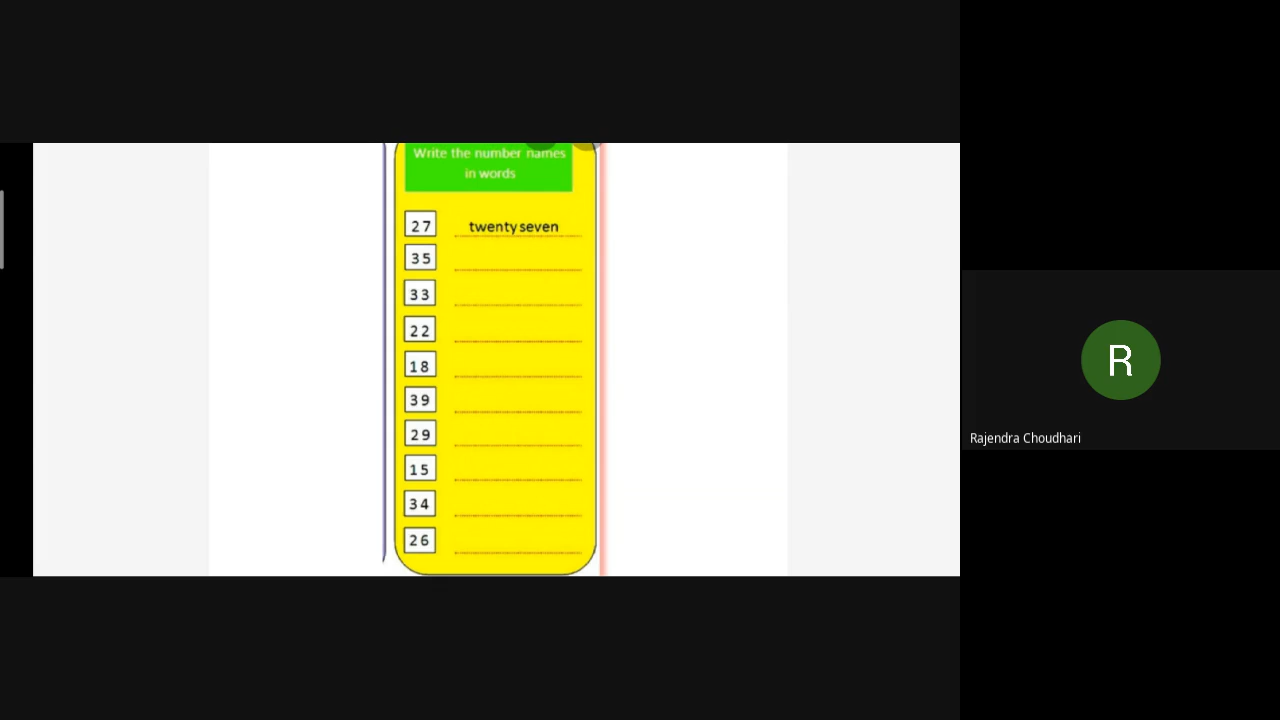 Write the number names
in words
27 twenty seven
35
33
22
18
39
29
15
34
26
R
Rajendra Choudhari